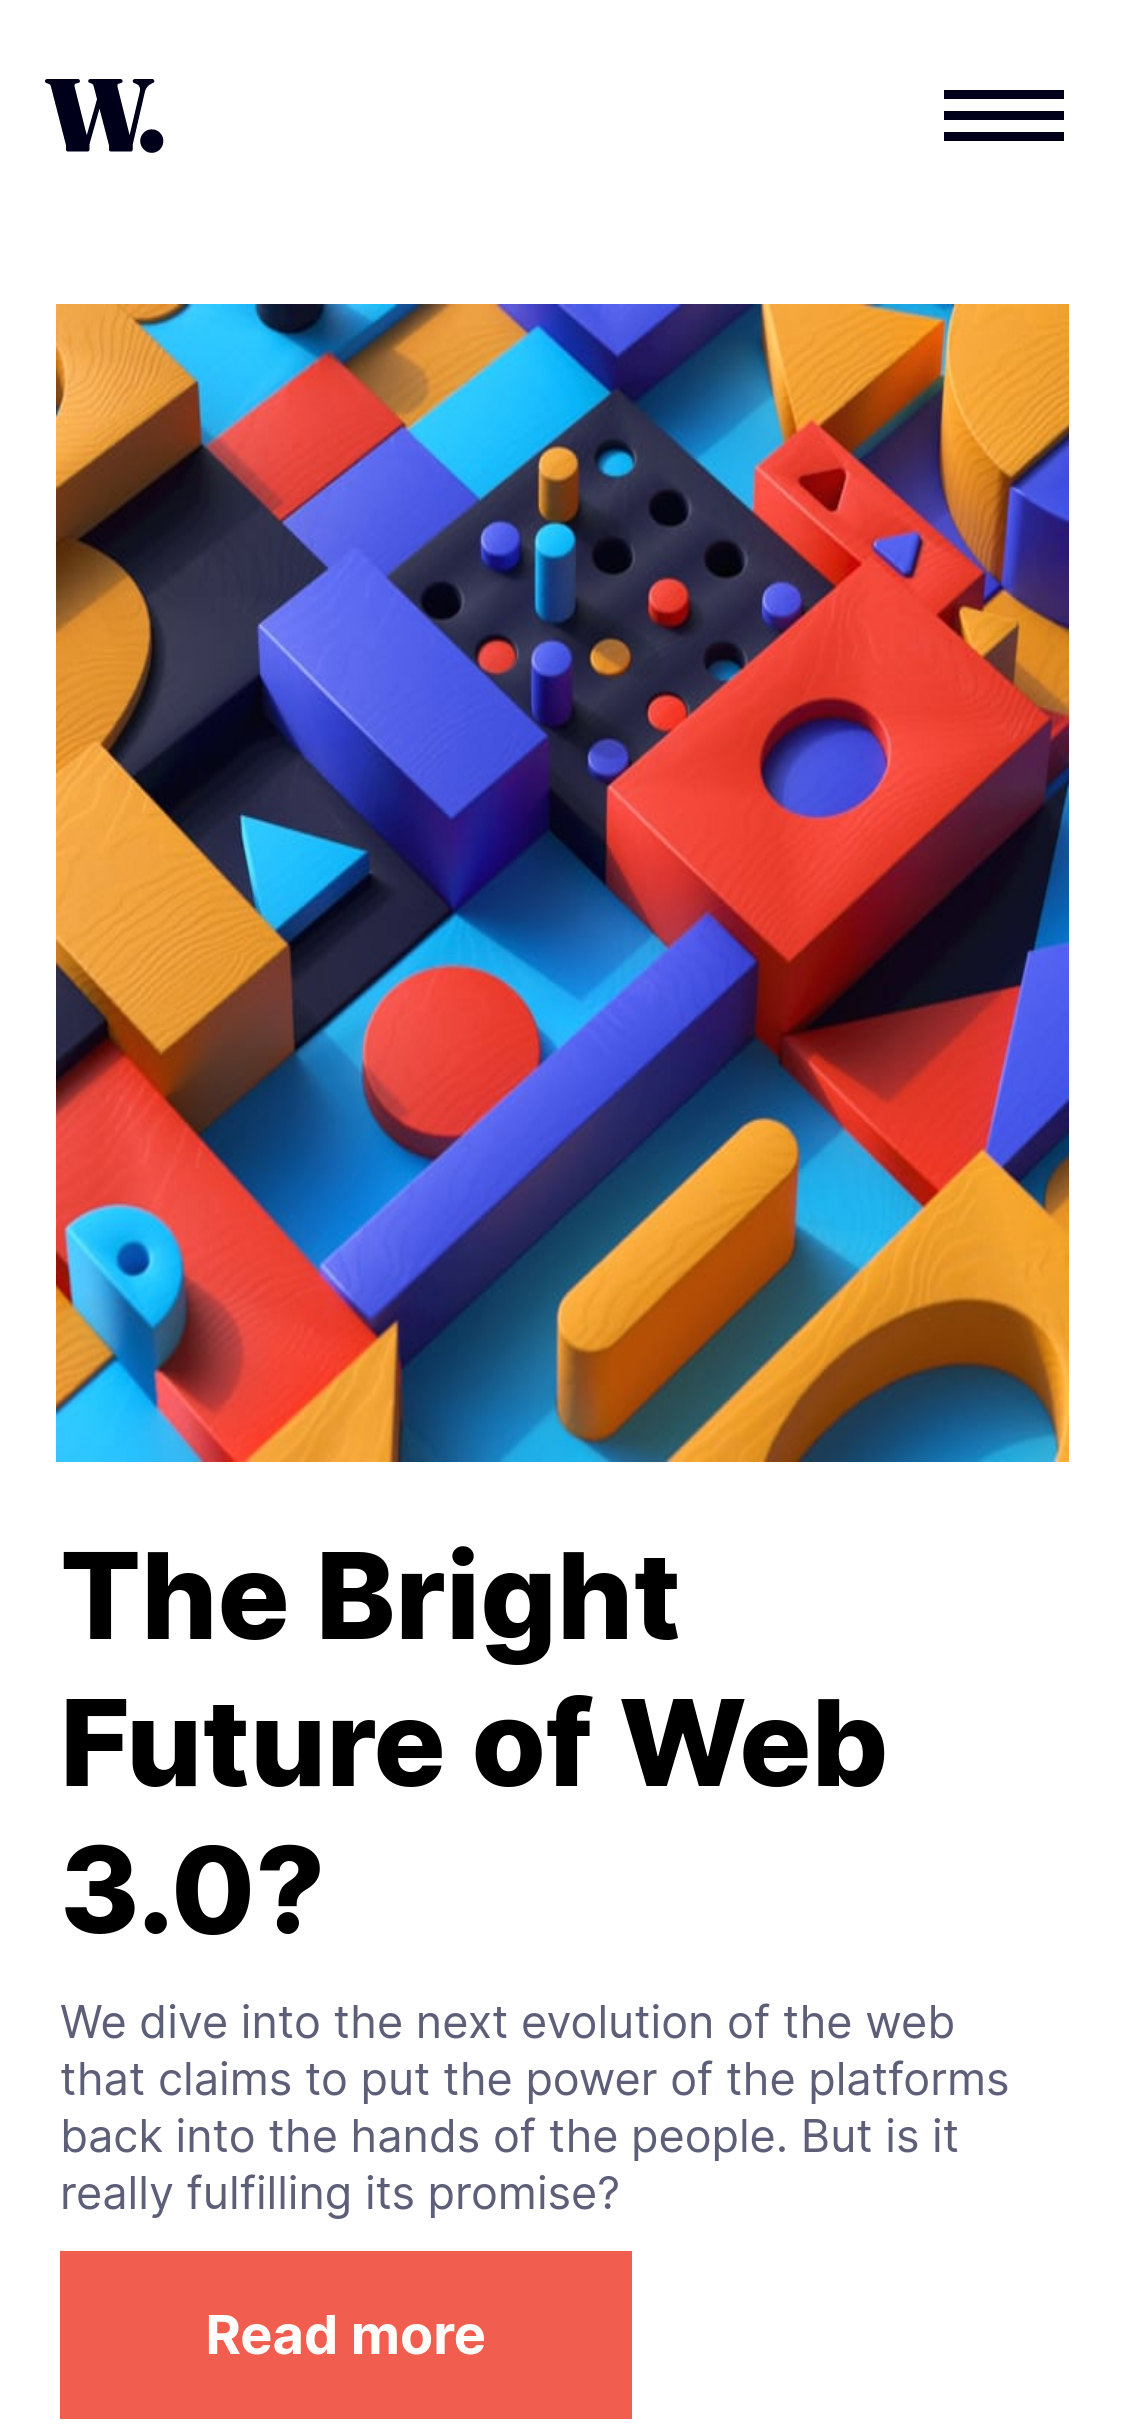 W.
The Bright
Future of Web
3.0?
We dive into the next evolution of the web
that claims to put the power of the platforms
back into the hands of the people. But is it
really fulfilling its promise?
Read more